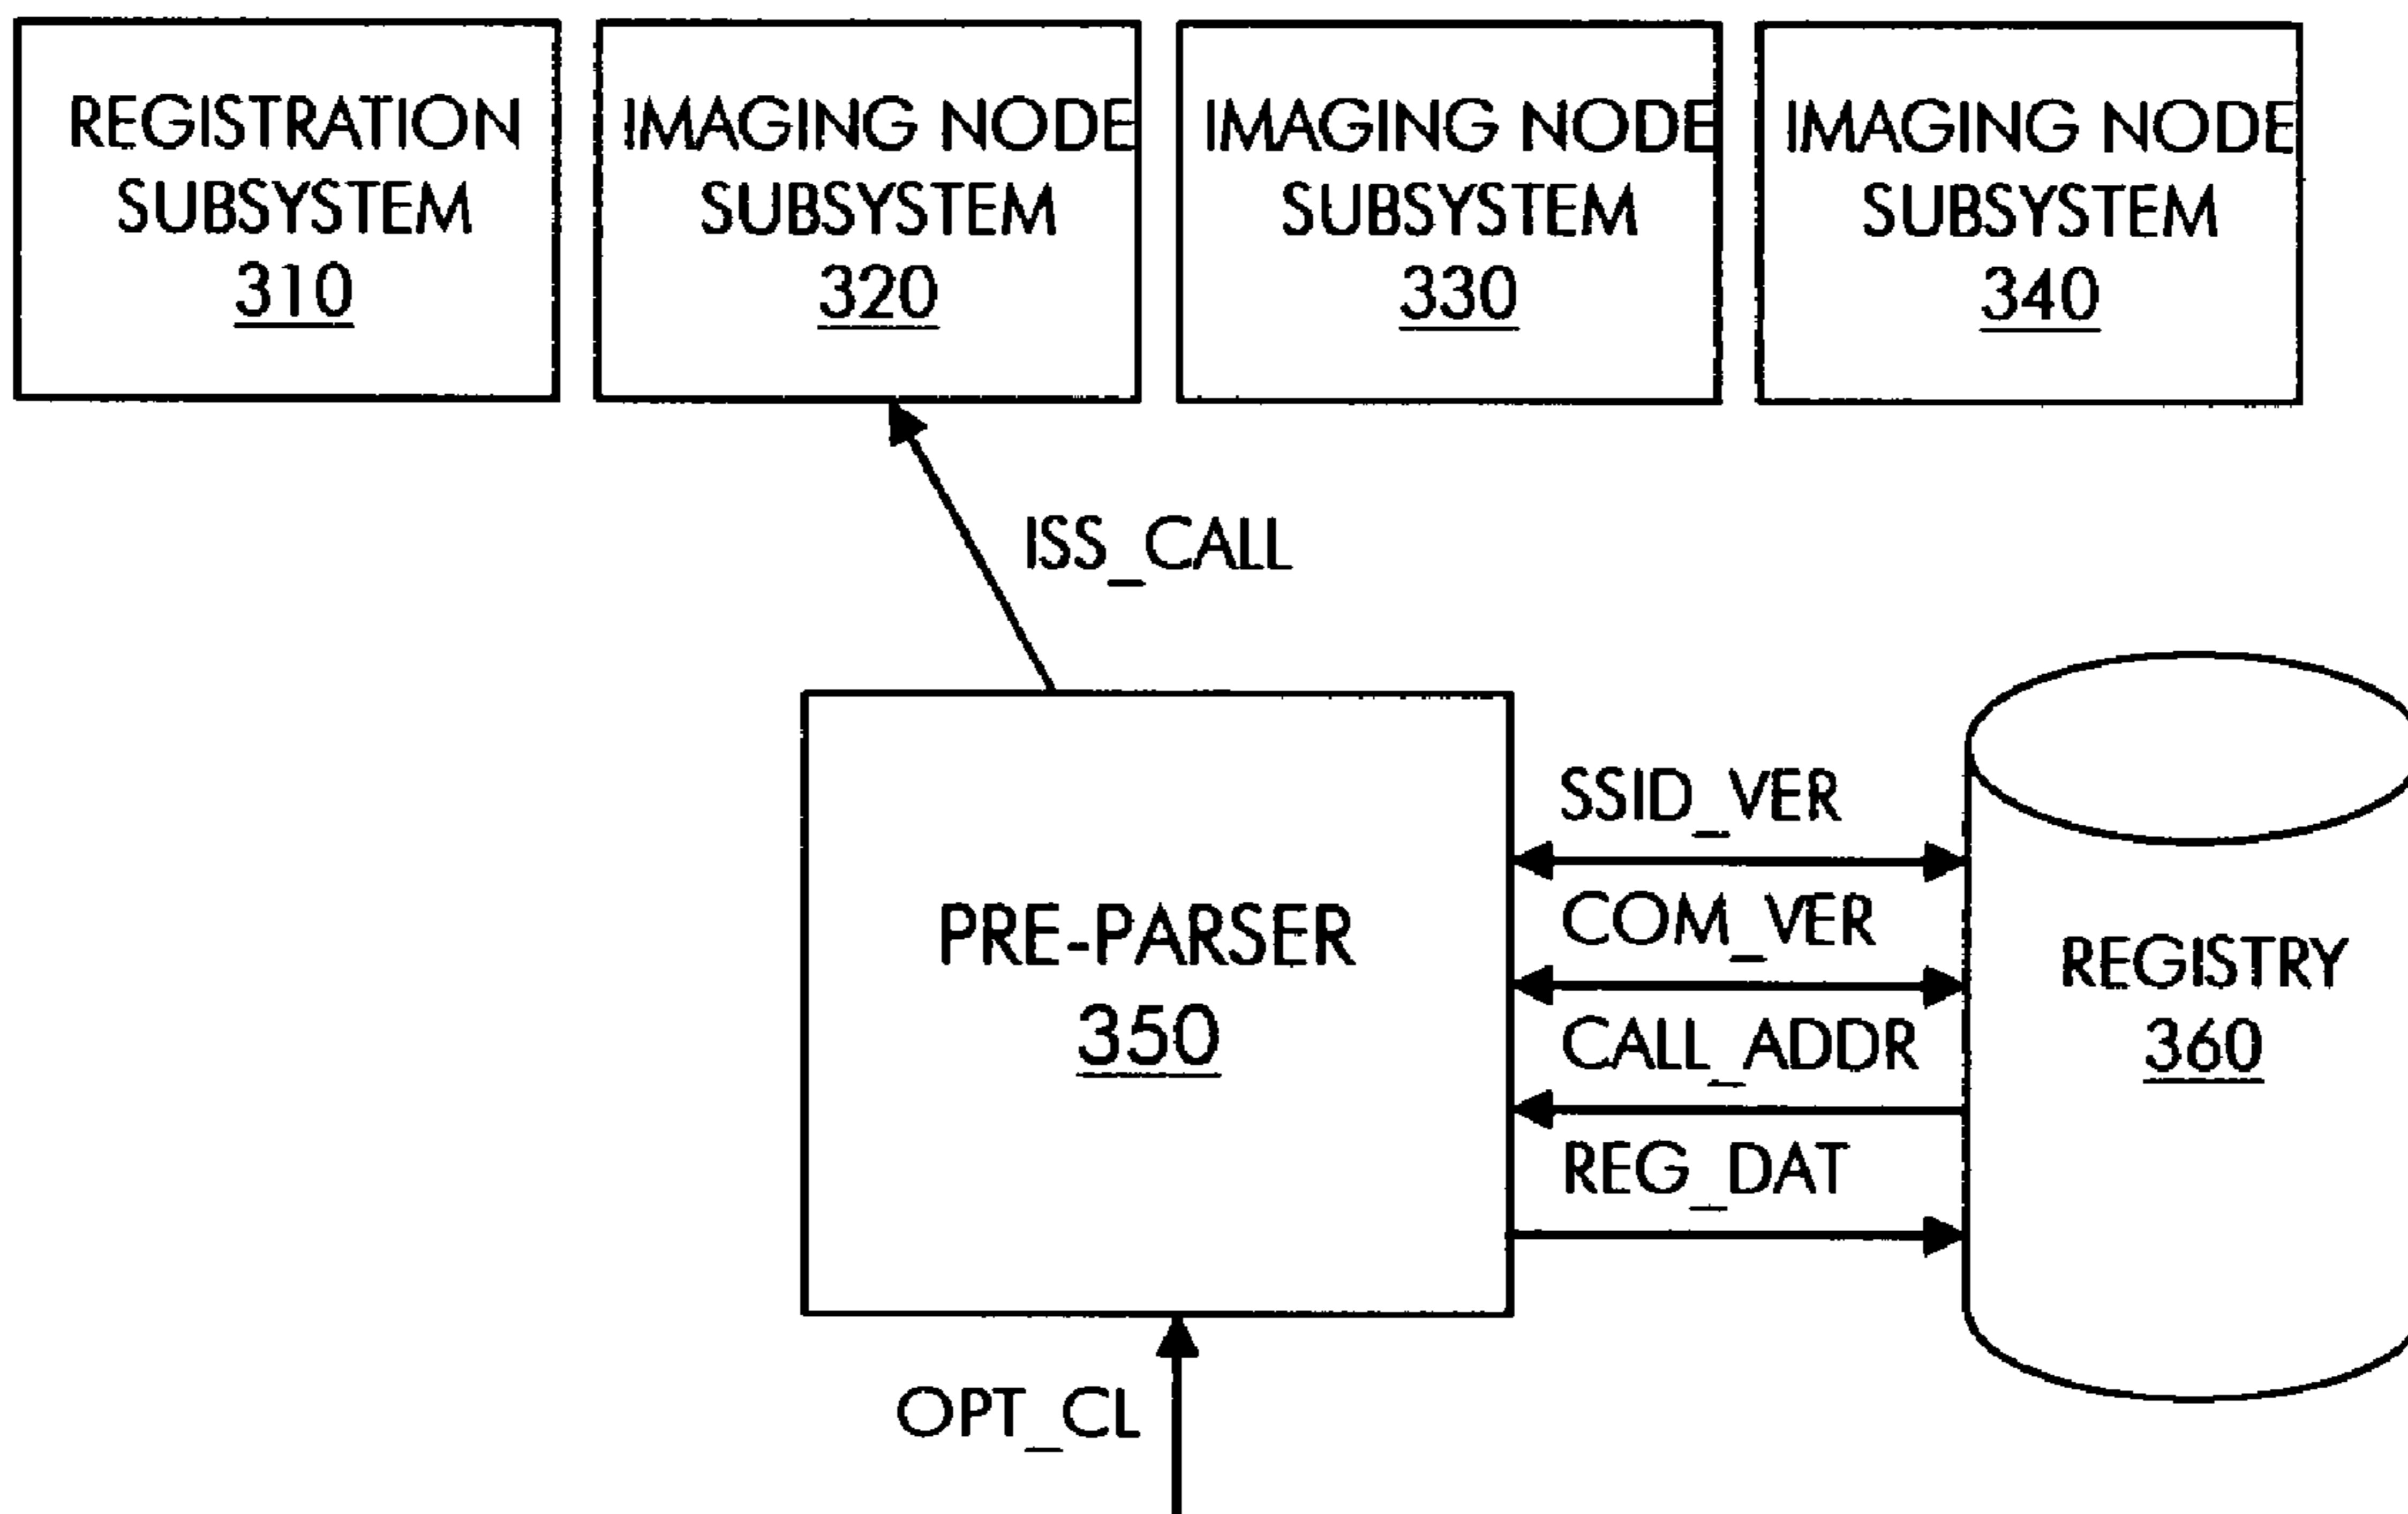 REGISTRATION
SUBSYSTEM
310
IMAGING NODE
SUBSYSTEM
320
IMAGING NODE
SUBSYSTEM
330
IMAGING NODE
SUBSYSTEM
340
ISS_CALL
PRE-PARSER
350
SSID_VER
COM_VER
CALL_ADDR
REG_DAT
REGISTRY
360
OPT_CL